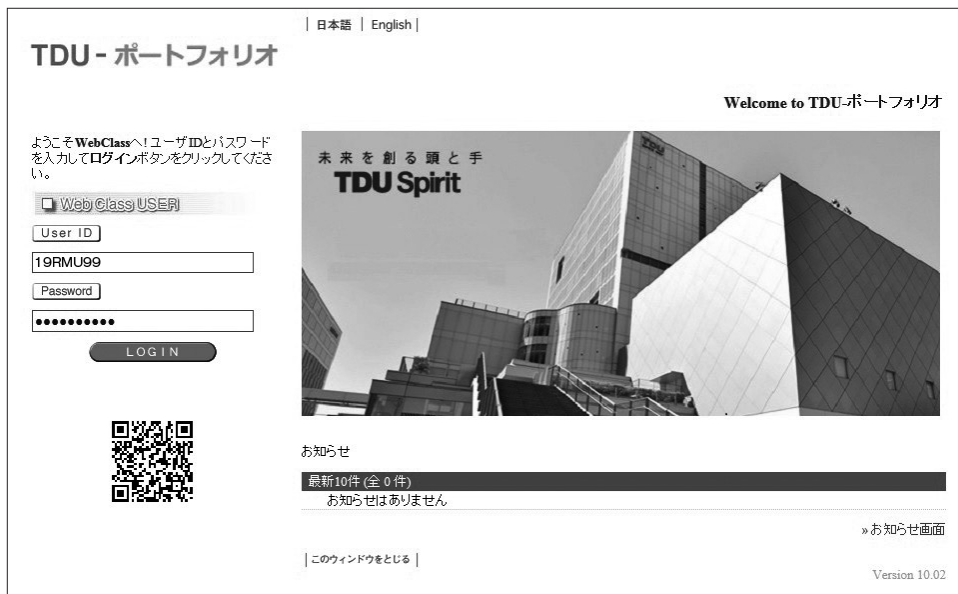 | 日本語 | English |
TDU - ポートフォリオ
Welcome to TDU-ポートフォリオ
ようこそWebClassへ! ユーザIDとパスワード
を入力してログインボタンをクリックしてくださ
い。
Web Class USER
User ID
19RMU99
Password
●●●●●●●●●●
LOGIN
未来を創る頭と手
TDU Spirit
TDU
お知らせ
最新10件 (全 0 件)
お知らせはありません
»お知らせ画面
| このウィンドウをとじる |
Version 10.02